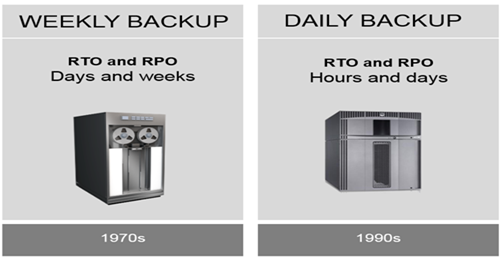 WEEKLY BACKUP
RTO and RPO
Days and weeks
1970s
DAILY BACKUP
RTO and RPO
Hours and days
1990s